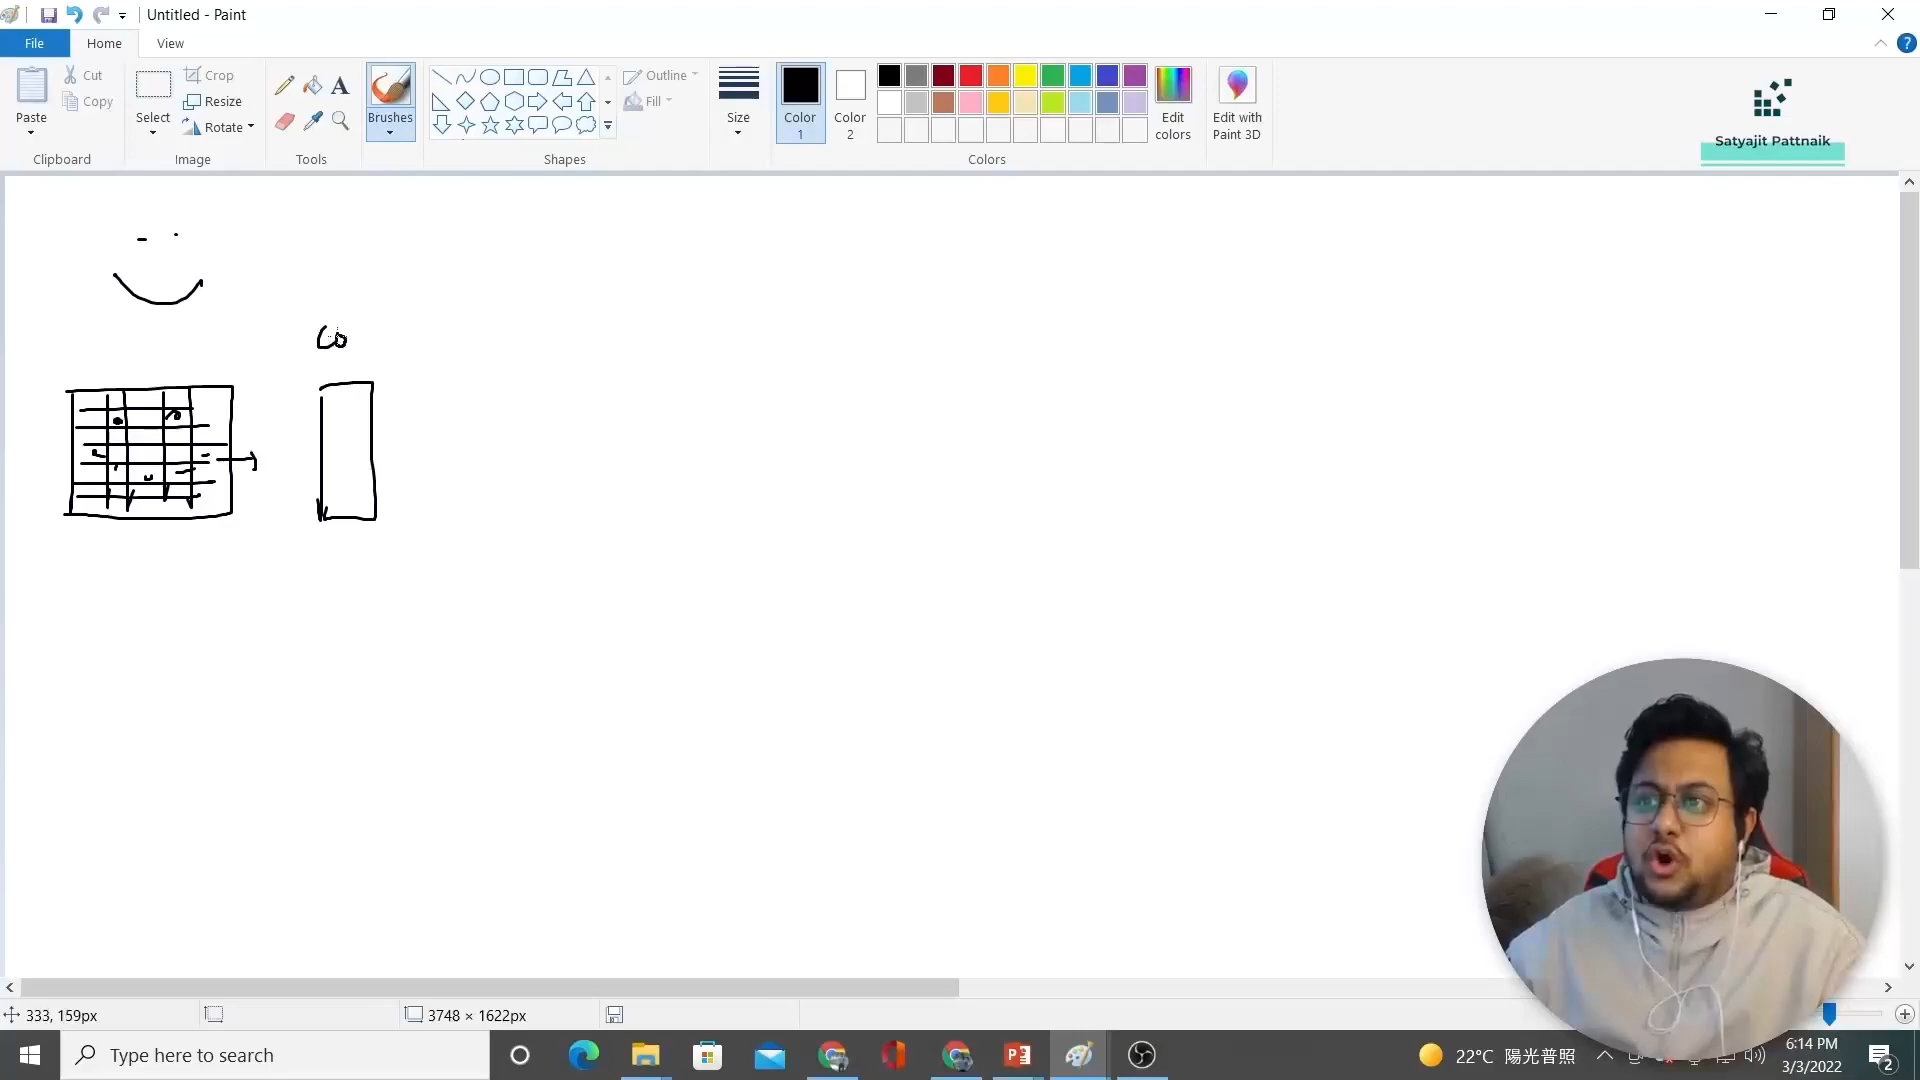 Untitled - Paint
File Home View
Paste
Cut
Copy
Clipboard
Select
Crop
Resize
Rotate
Image
A
Tools
Brushes
Shapes
Outline
Fill
Size
Color 1
Color 2
Colors
Edit colors
Edit with Paint 3D
?
Satyajit Pattnaik
Co
333, 159px
3748 × 1622px
Type here to search
22°C 陽光普照
6:14 PM
3/3/2022
2